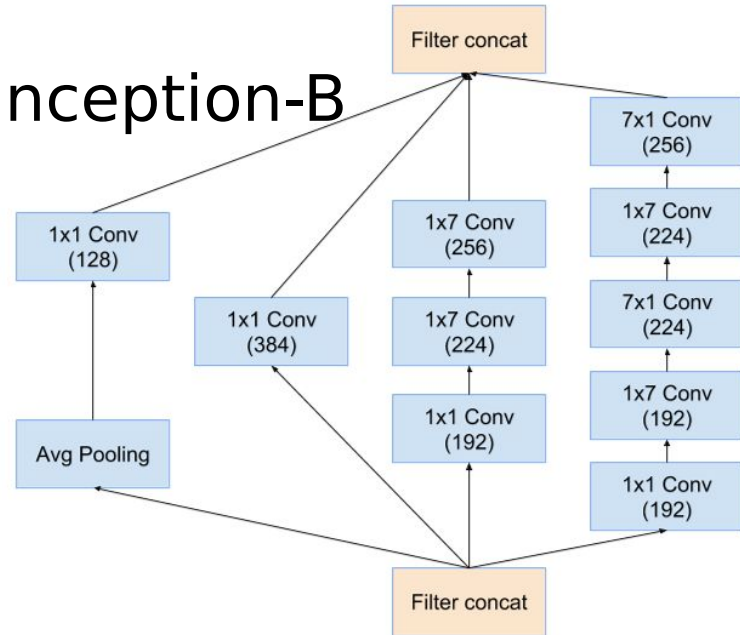 Filter concat
nception-B
7x1 Conv
(256)
1x7 Conv
(224)
1x1 Conv
(128)
1x7 Conv
(256)
7x1 Conv
(224)
1x1 Conv
(384)
1x7 Conv
(224)
1x7 Conv
(192)
1x1 Conv
(192)
Avg Pooling
1x1 Conv
(192)
Filter concat